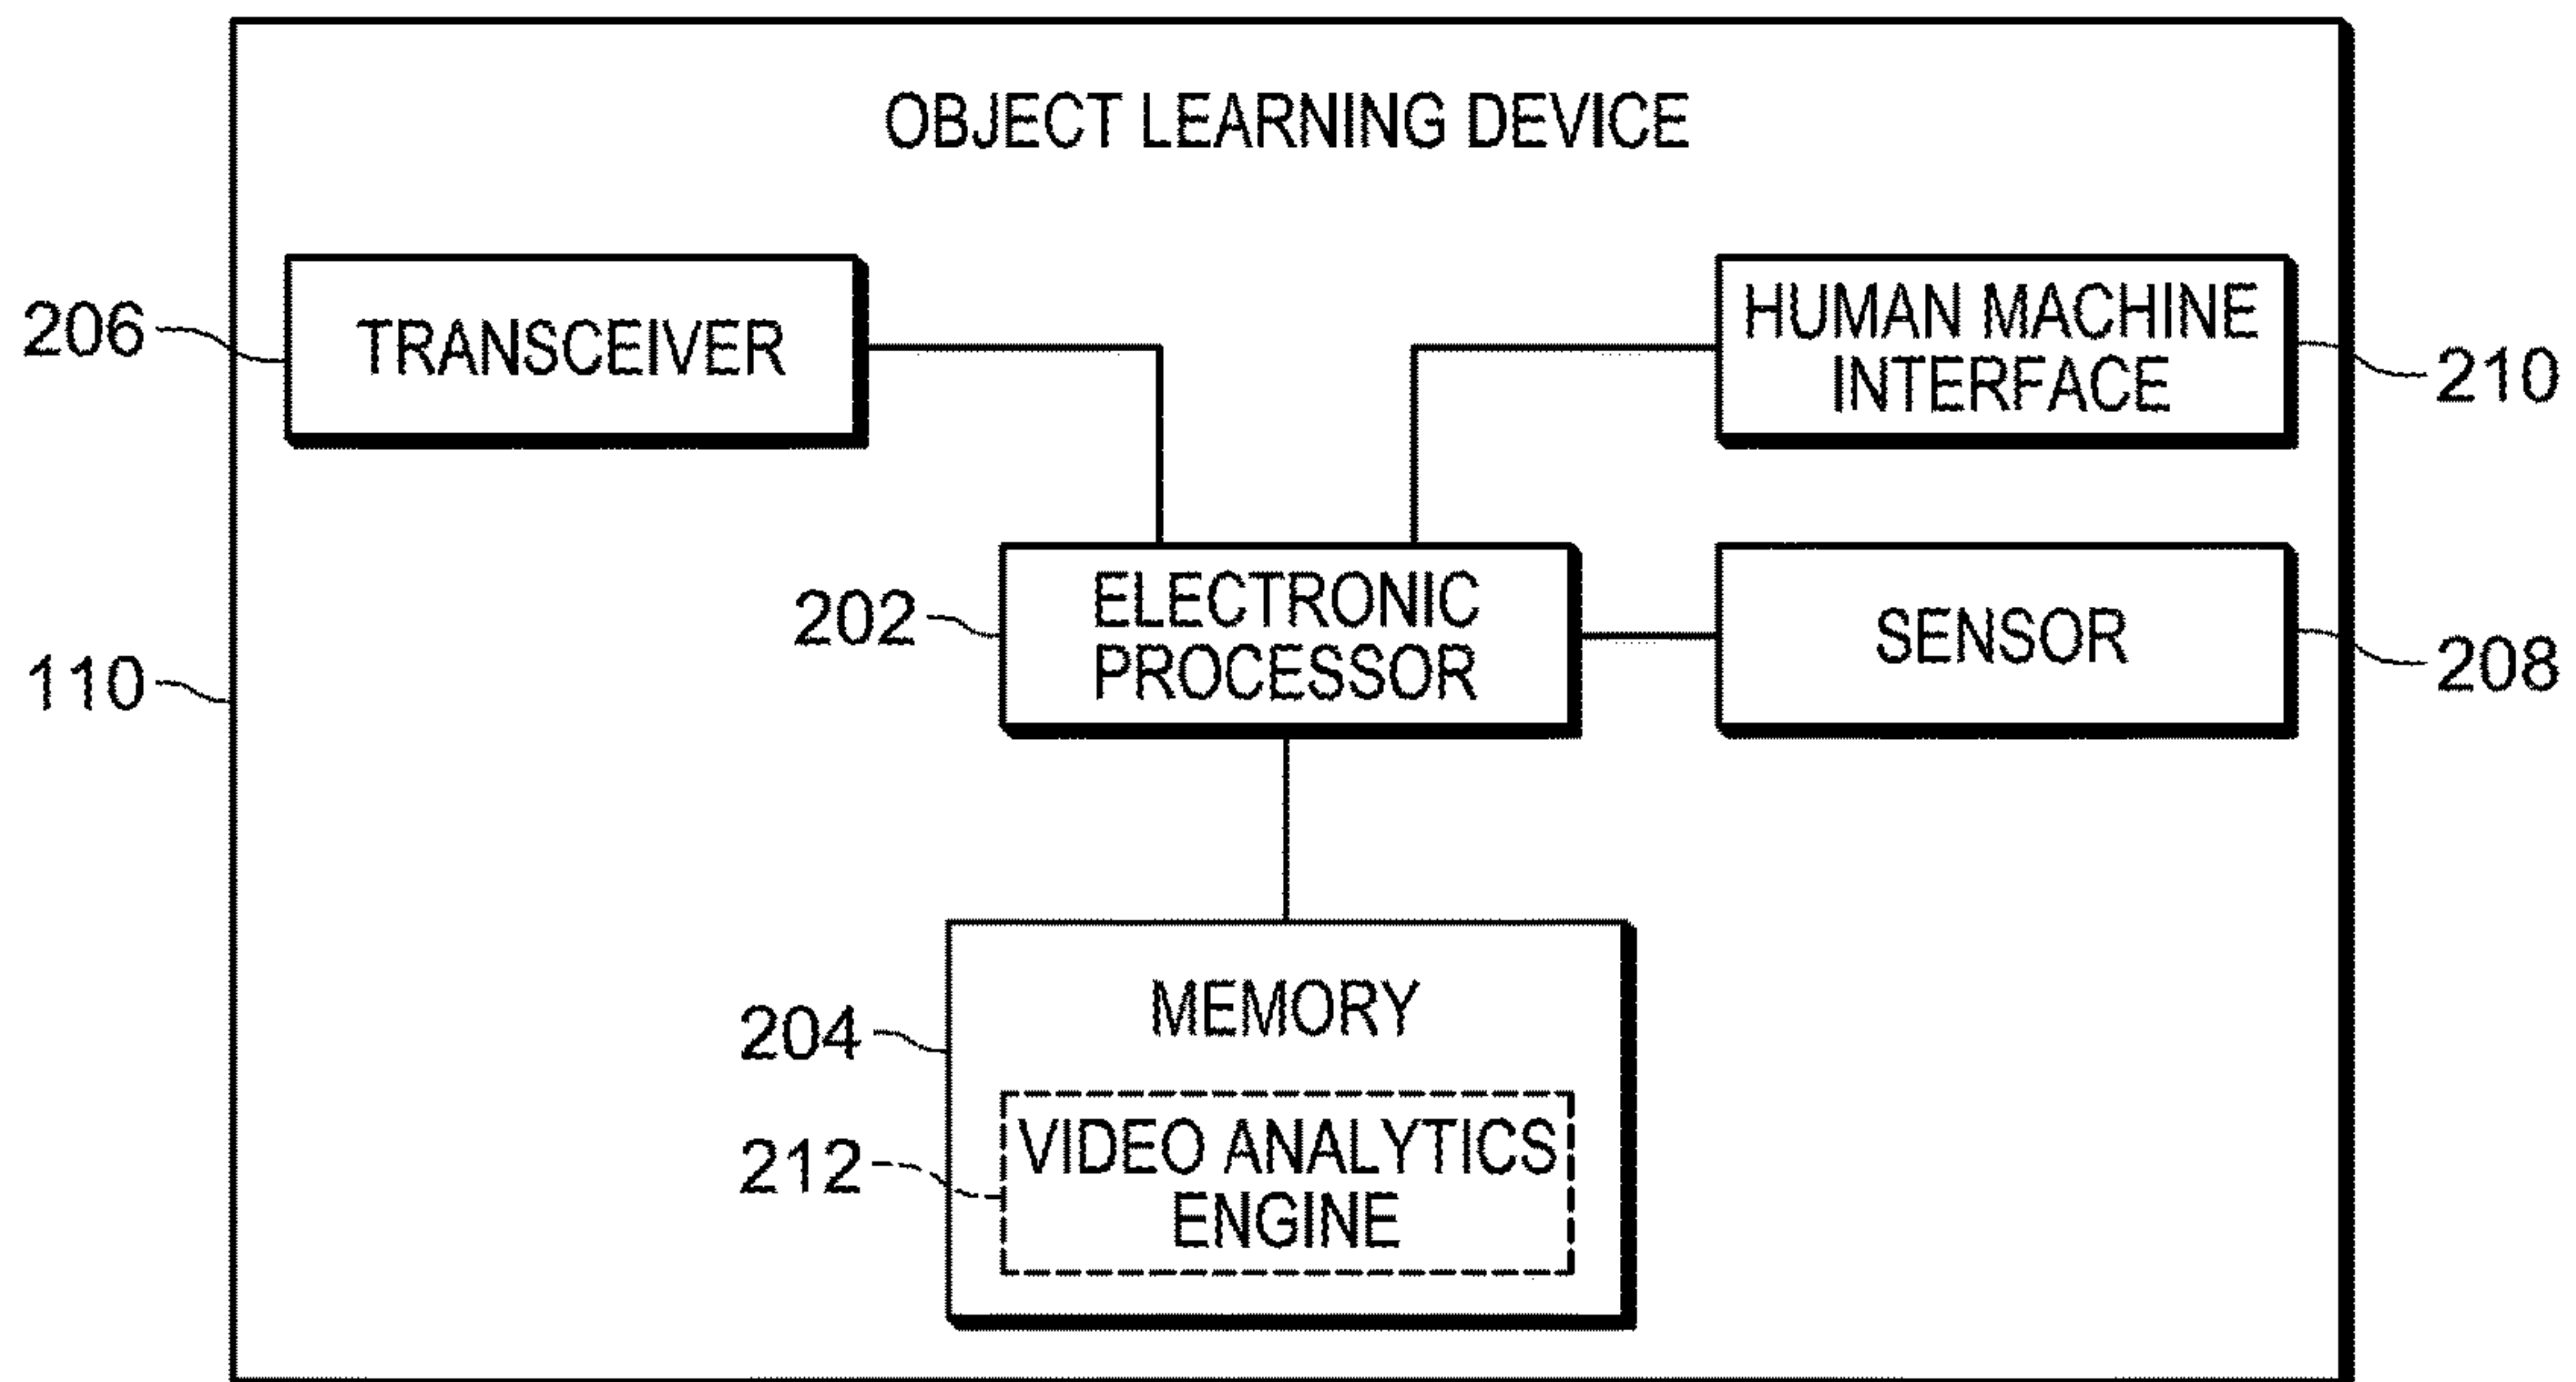 OBJECT LEARNING DEVICE
206
TRANSCEIVER
HUMAN MACHINE
INTERFACE
210
202
ELECTRONIC
PROCESSOR
SENSOR
208
110
204
MEMORY
212
VIDEO ANALYTICS
ENGINE